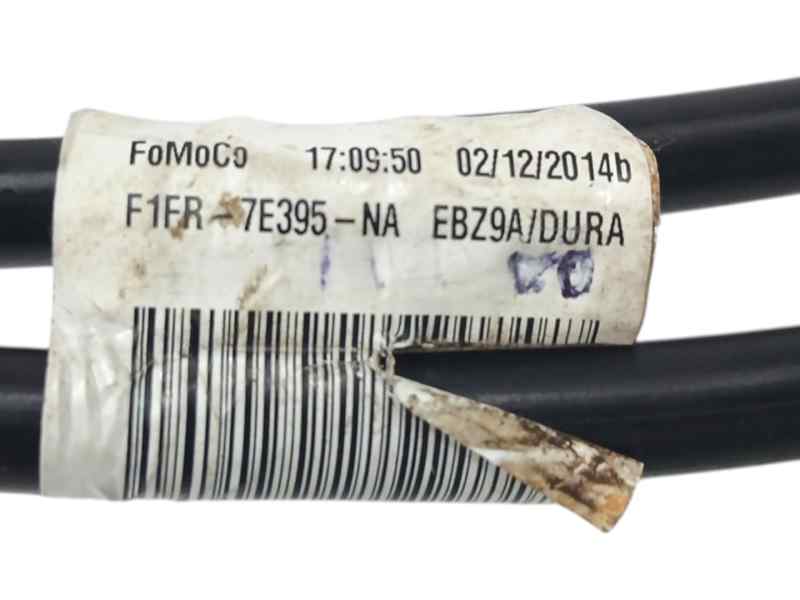 FoMoCo 17:09:50 02/12/2014b
F1FR-7E395-NA EBZ9A/DURA